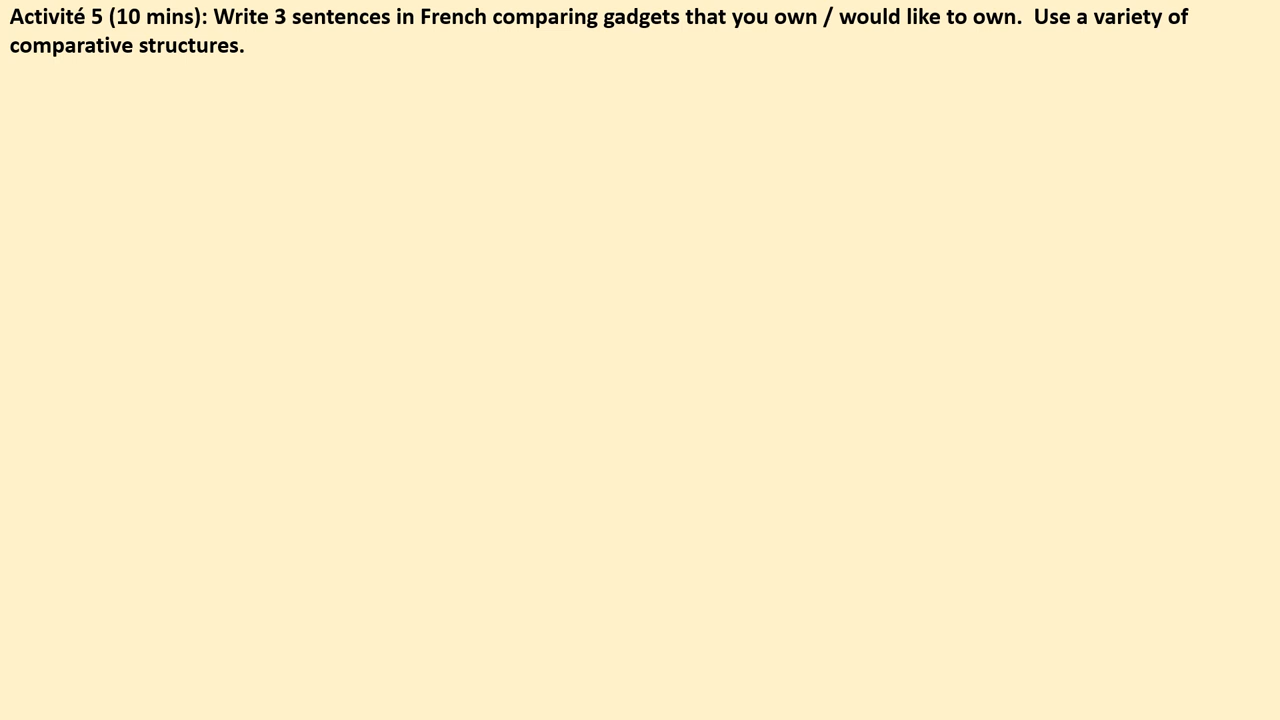 Activité 5 (10 mins): Write 3 sentences in French comparing gadgets that you own / would like to own.  Use a variety of
comparative structures.